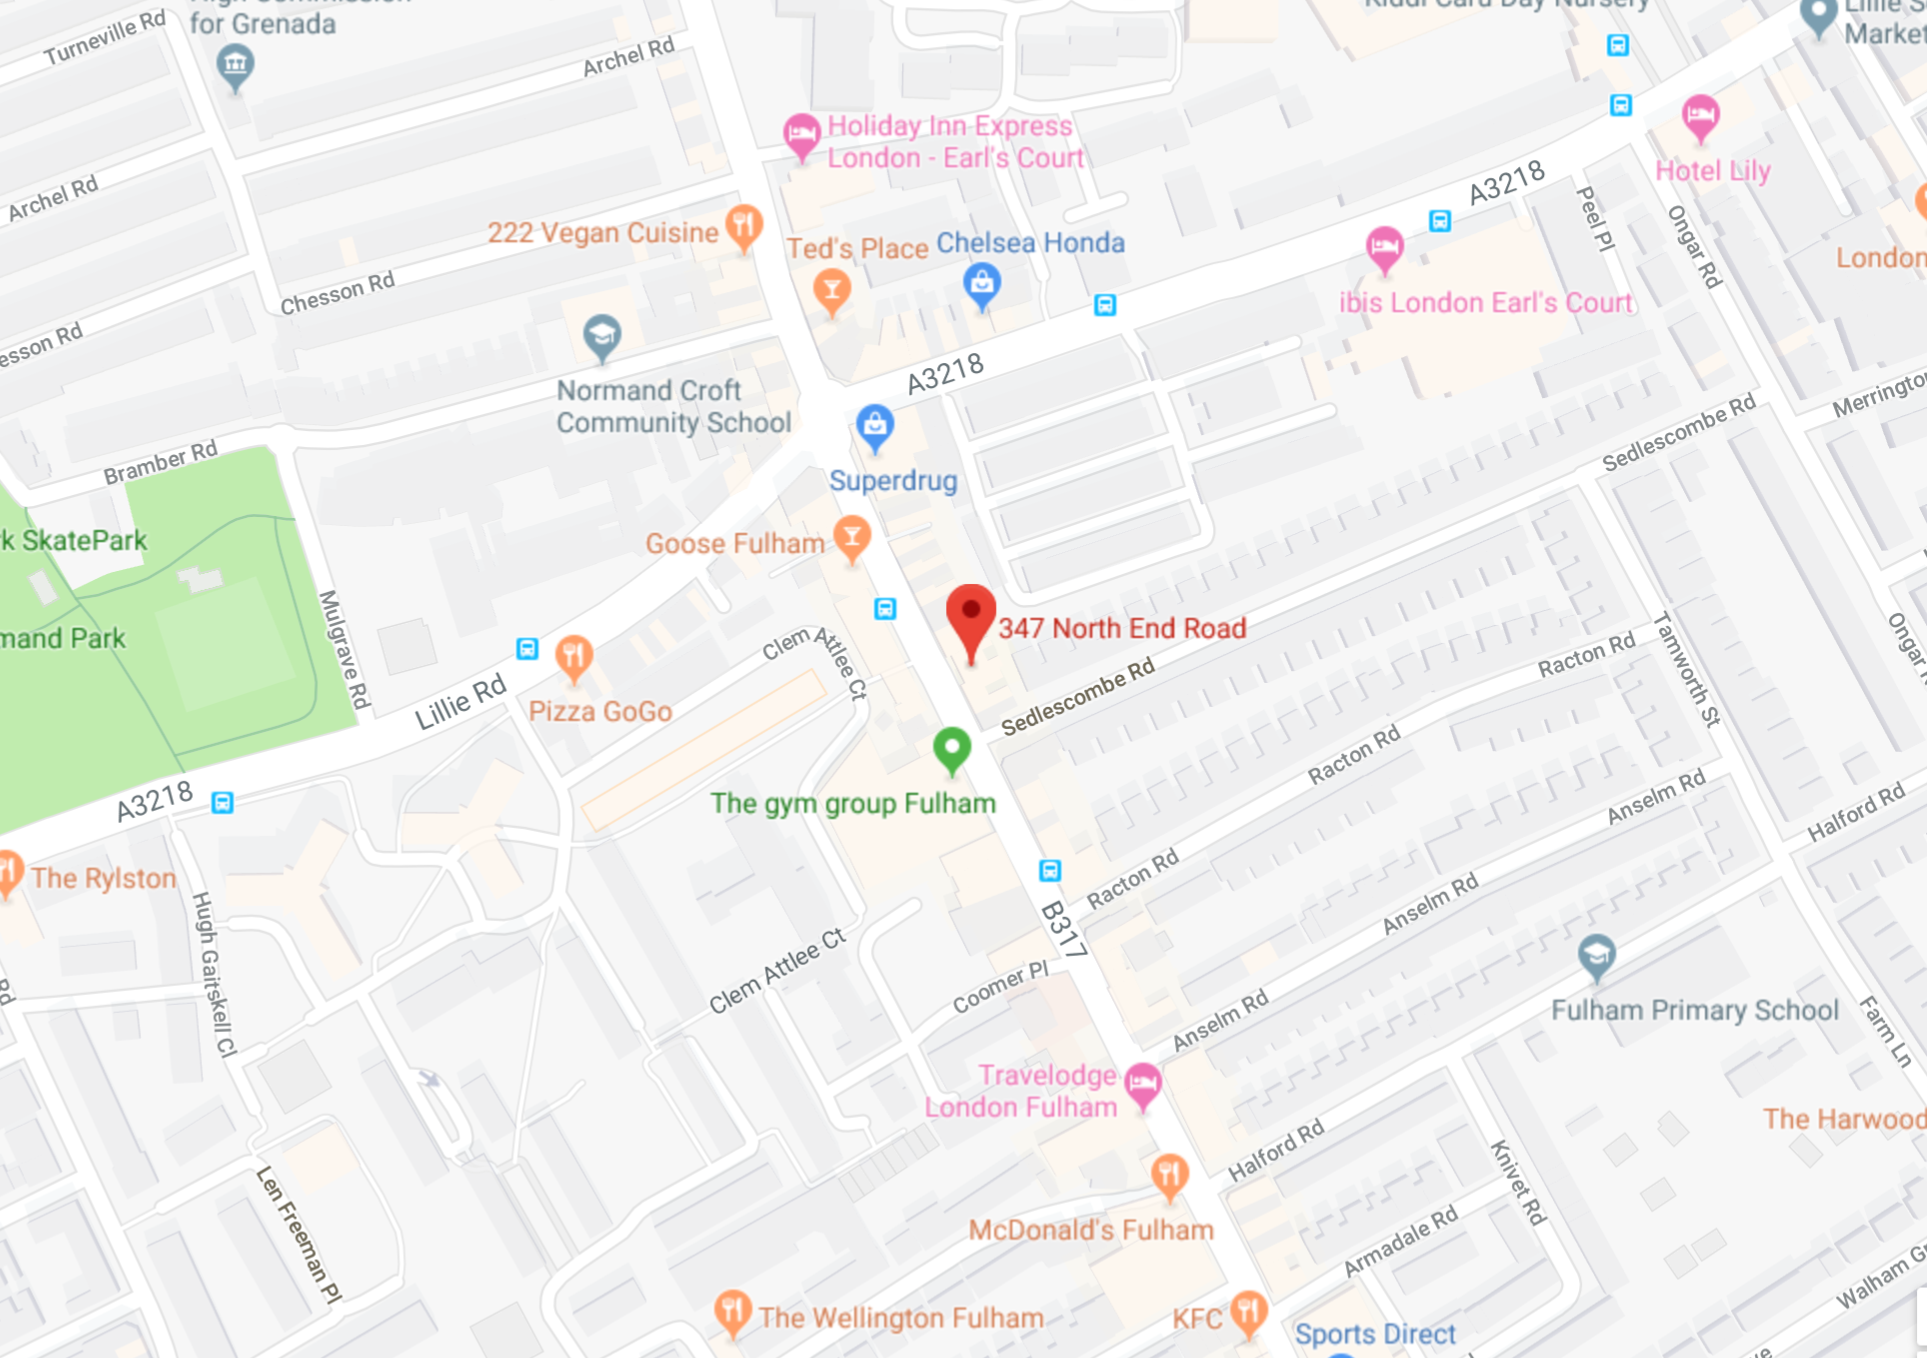 for Grenada
Turneville Rd
Archel Rd
Kiddi Card Day Nursery
Market
Holiday Inn Express
London - Earl's Court
Hotel Lily
Archel Rd
A3218
Peel Pl
Ongar Rd
222 Vegan Cuisine
Ted's Place
Chelsea Honda
London
Chesson Rd
ibis London Earl's Court
esson Rd
Normand Croft
Community School
A3218
Sedlescombe Rd
Bramber Rd
Superdrug
k SkatePark
Goose Fulham
Mulgrave Rd
mand Park
347 North End Road
Clem Attlee Ct
Racton Rd
Tamworth St
Lillie Rd
Pizza GoGo
Sedlescombe Rd
Racton Rd
A3218
The gym group Fulham
Anselm Rd
Halford Rd
The Rylston
Racton Rd
Anselm Rd
B317
Hugh Gaitskell Cl
Clem Attlee Ct
Coomer Pl
Rd
Fulham Primary School
Anselm Rd
Farm Ln
Travelodge
London Fulham
The Harwood
Halford Rd
Knivet Rd
Len Freeman Pl
McDonald's Fulham
Armadale Rd
Walham Gr
The Wellington Fulham
KFC
Sports Direct